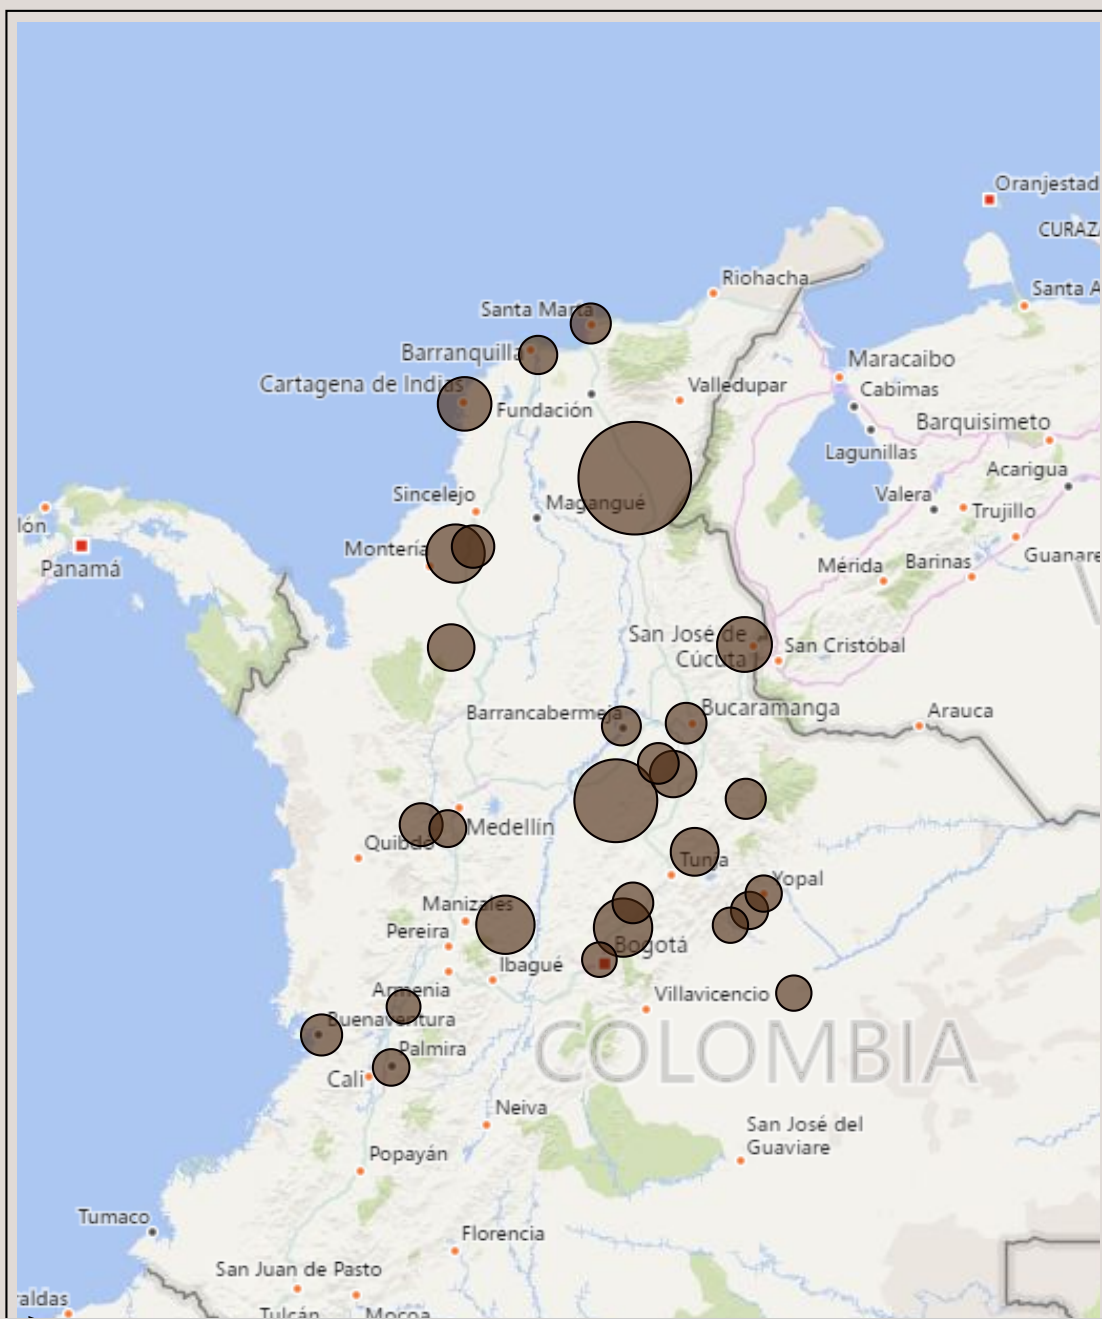 Oranjestad
CURAZ
Riohacha
Santa A
Santa Marta
Barranquilla
Maracaibo
Cartagena de Indias
Valledupar
Cabimas
Fundación
Barquisimeto
Lagunillas
Acarigua
Sincelejo
Valera
Magangué
Trujillo
lón
Montería
Guanare
Panamá
Mérida
Barinas
San José de
Cúcuta
San Cristóbal
Barrancabermeja
Bucaramanga
Arauca
Medellín
Quibdó
Tunja
Yopal
Manizales
Pereira
Bogotá
Ibagué
Armenia
Villavicencio
Buenaventura
COLOMBIA
Palmira
Cali
Neiva
San José del
Guaviare
Popayán
Tumaco
Florencia
San Juan de Pasto
raldas
Tulcán
Mocoa